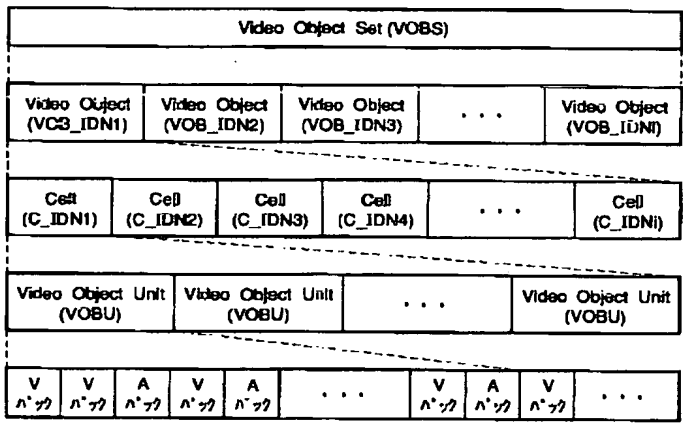 Video Object Set (VOBS)
Video Object
(VOB_IDN1)
Video Object
(VOB_IDN2)
Video Object
(VOB_IDN3)
· · ·
Video Object
(VOB_IDNi)
Cell
(C_IDN1)
Cell
(C_IDN2)
Cell
(C_IDN3)
Cell
(C_IDN4)
· · ·
Cell
(C_IDNi)
Video Object Unit
(VOBU)
Video Object Unit
(VOBU)
· · ·
Video Object Unit
(VOBU)
V
パック
V
パック
A
パック
V
パック
A
パック
· · ·
V
パック
A
パック
V
パック
· · ·